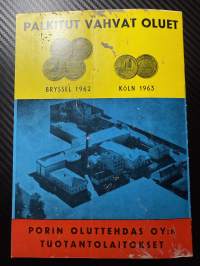 PALKITUT VAHVAT OLUET
BRYSSEL 1962
KÖLN 1963
PORIN OLUTTEHDAS OY:N
TUOTANTOLAITOKSET